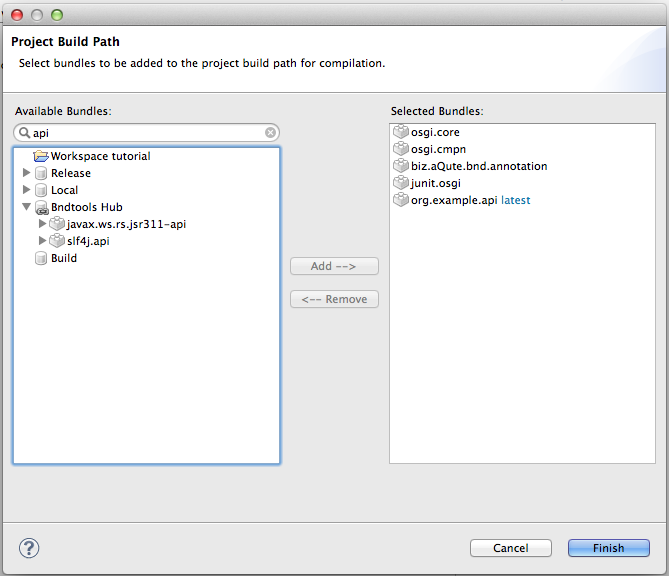 Project Build Path
Select bundles to be added to the project build path for compilation.
Available Bundles:
api
Workspace tutorial
Release
Local
Bndtools Hub
javax.ws.rs.jsr311-api
slf4j.api
Build
Add -->
<-- Remove
Selected Bundles:
osgi.core
osgi.cmpn
biz.aQute.bnd.annotation
junit.osgi
org.example.api latest
?
Cancel
Finish